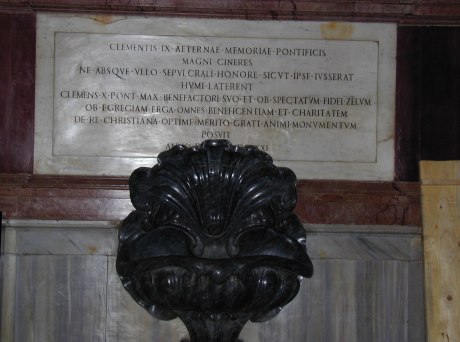 CLEMENTIS · IX · AETERNAE · MEMORIAE · PONTIFICIS
MAGNI · CINERES
NE · ABSQVE · VLLO · SEPVLCRALI · HONORE · SICVT · IPSE · IVSSERAT
HVMI · LATERENT
CLEMENS · X · PONT · MAX · BENEFACTORI · SVO · ET · OB · SPECTATVM · FIDEI · ZELVM
OB · EGREGIAM · ERGA · OMNES · BENEFICENTIAM · ET · CHARITATEM
DE · RE · CHRISTIANA · OPTIME · MERITO · GRATI · ANIMI · MONVMENTVM
POSVIT